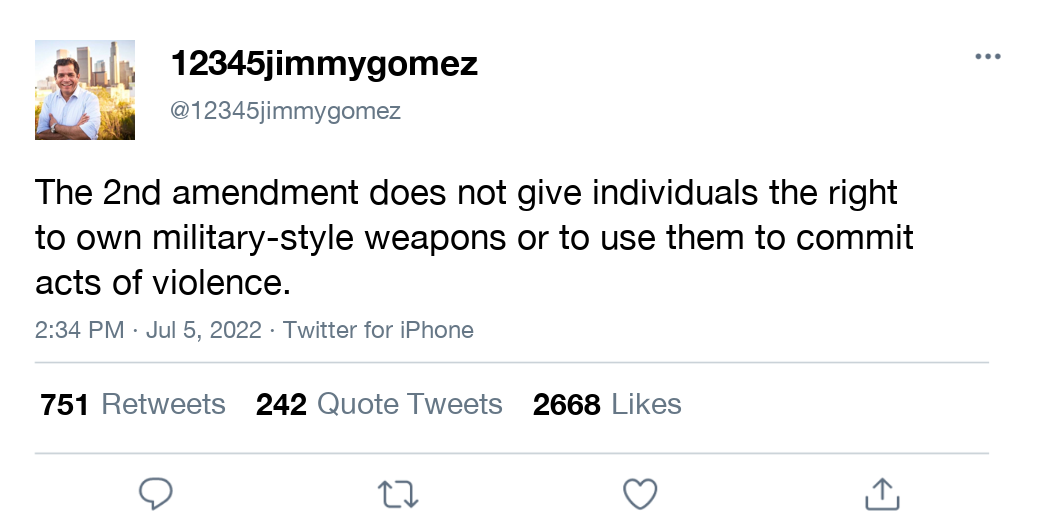 12345jimmygomez
@12345jimmygomez
The 2nd amendment does not give individuals the right
to own military-style weapons or to use them to commit
acts of violence.
2:34 PM · Jul 5, 2022 · Twitter for iPhone
751 Retweets 242 Quote Tweets 2668 Likes